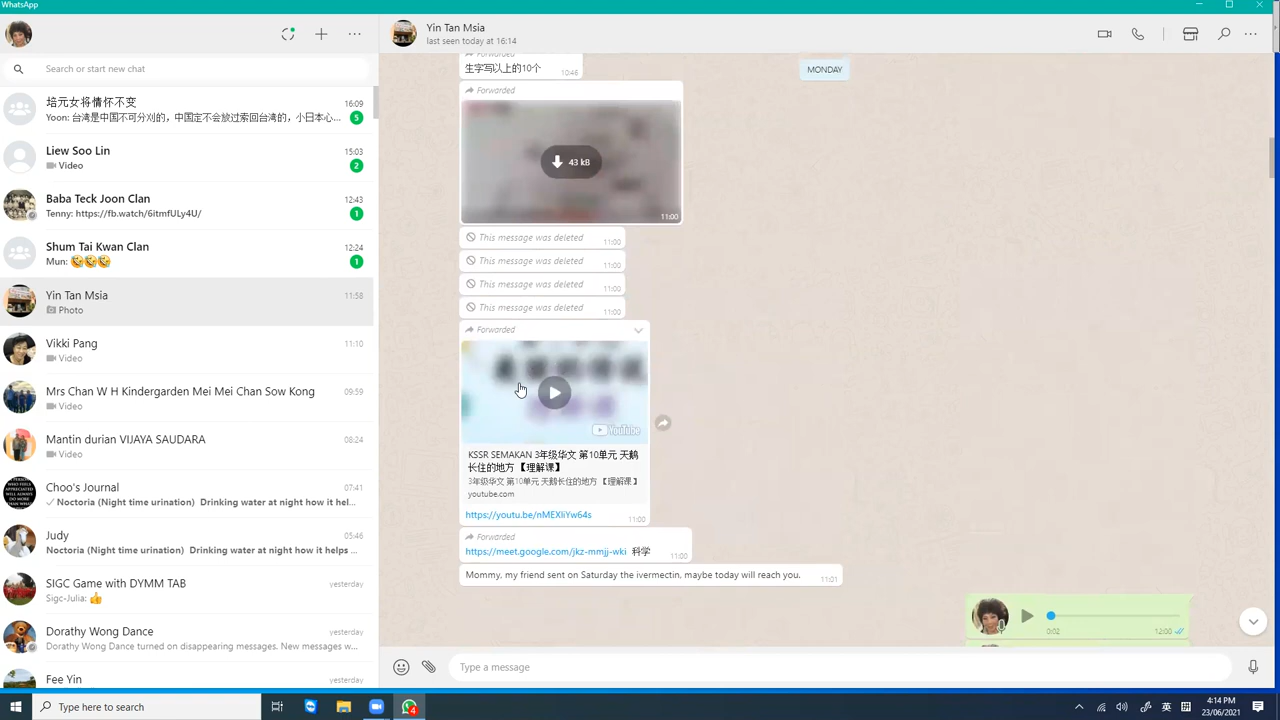 WhatsApp
Search or start new chat
培元女将情怀不变
16:09
Yoon: 台湾是中国不可分刈的，中国定不会放过索回台湾的，小日本心...
5
Liew Soo Lin
15:03
Video
2
Baba Teck Joon Clan
12:43
Tenny: https://fb.watch/6itmfULy4U/
1
Shum Tai Kwan Clan
12:24
Mun: 🤣🤣🤣
1
Yin Tan Msia
11:58
Photo
Vikki Pang
11:10
Video
Mrs Chan W H Kindergarden Mei Mei Chan Sow Kong
09:59
Video
Mantin durian VIJAYA SAUDARA
08:24
Video
Choo's Journal
07:41
Noctoria (Night time urination) Drinking water at night how it hel...
Judy
05:46
Noctoria (Night time urination) Drinking water at night how it helps ...
SIGC Game with DYMM TAB
yesterday
Sigc-Julia: 👍
Dorathy Wong Dance
yesterday
Dorathy Wong Dance turned on disappearing messages. New messages w...
Fee Yin
yesterday
Yin Tan Msia
last seen today at 16:14
MONDAY
Forwarded
生字写以上的10个
10:46
Forwarded
43 kB
11:00
This message was deleted
11:00
This message was deleted
11:00
This message was deleted
11:00
This message was deleted
11:00
Forwarded
YouTube
KSSR SEMAKAN 3年级华文 第10单元 天鹅
长住的地方 【理解课】
3年级华文 第10单元 天鹅长住的地方 【理解课】
youtube.com
https://youtu.be/nMEXIiYw64s
11:00
Forwarded
https://meet.google.com/jkz-mmjj-wki 科学
11:00
Mommy, my friend sent on Saturday the ivermectin, maybe today will reach you.
11:01
0:02
12:00
Type a message
Type here to search
4
英
4:14 PM
23/06/2021